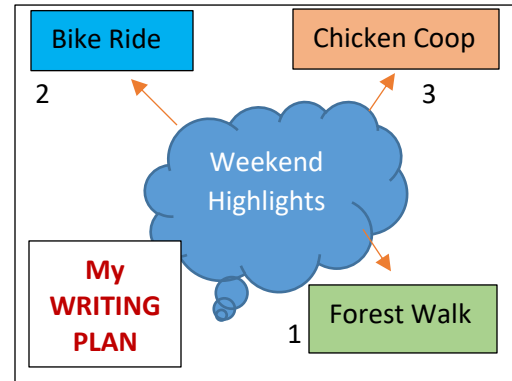 Bike Ride
Chicken Coop
2
3
Weekend
Highlights
My
WRITING
PLAN
1
Forest Walk